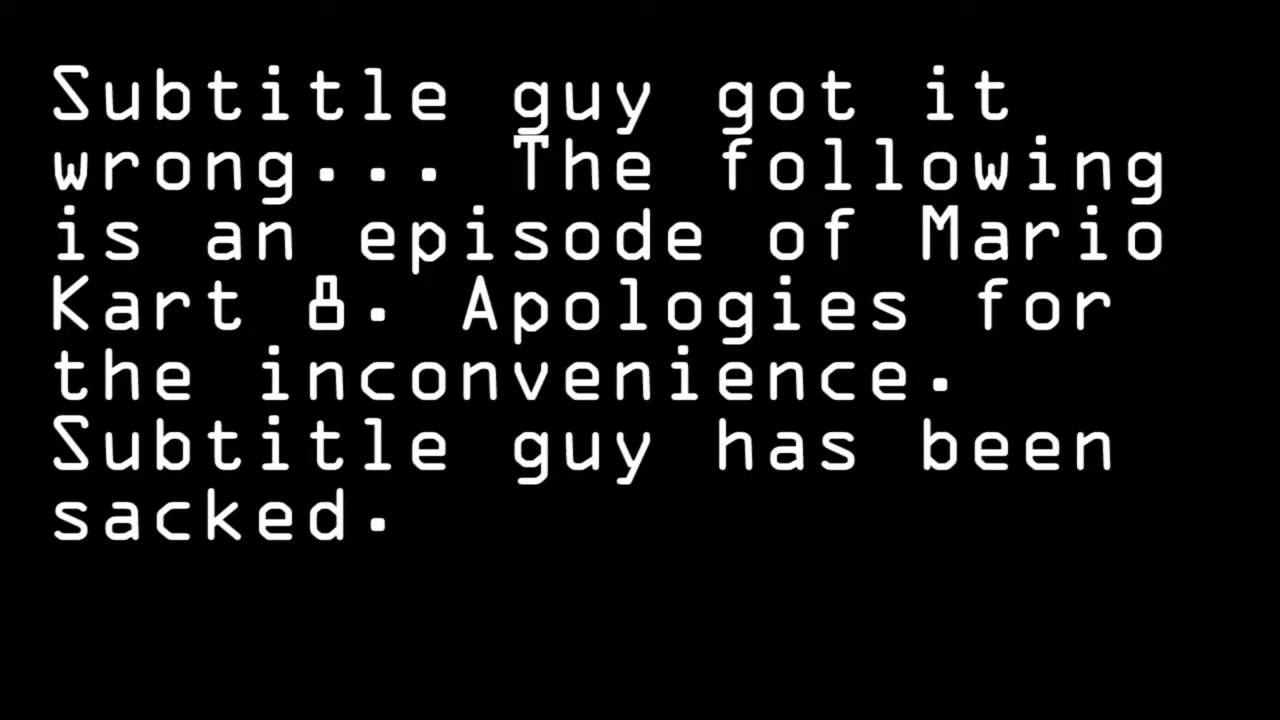 Subtitle guy got it
wrong... The following
is an episode of Mario
Kart 8. Apologies for
the inconvenience.
Subtitle guy has been
sacked.